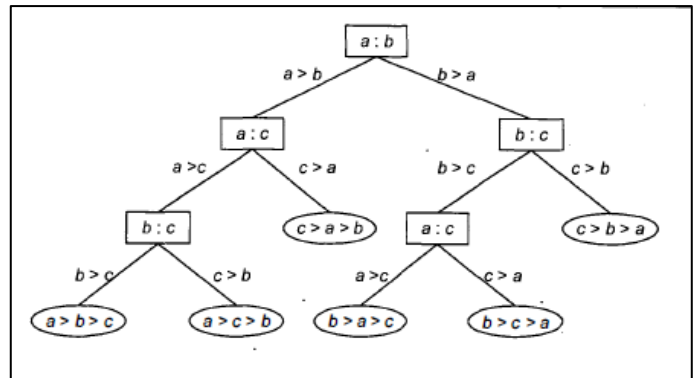 a : b
a > b
b > a
a : c
b : c
a >c
c > a
b > c
c > b
b : c
c > a > b
a : c
c > b > a
b > c
c > b
a >c
c > a
a > b > c
a > c > b
b > a > c
b > c > a